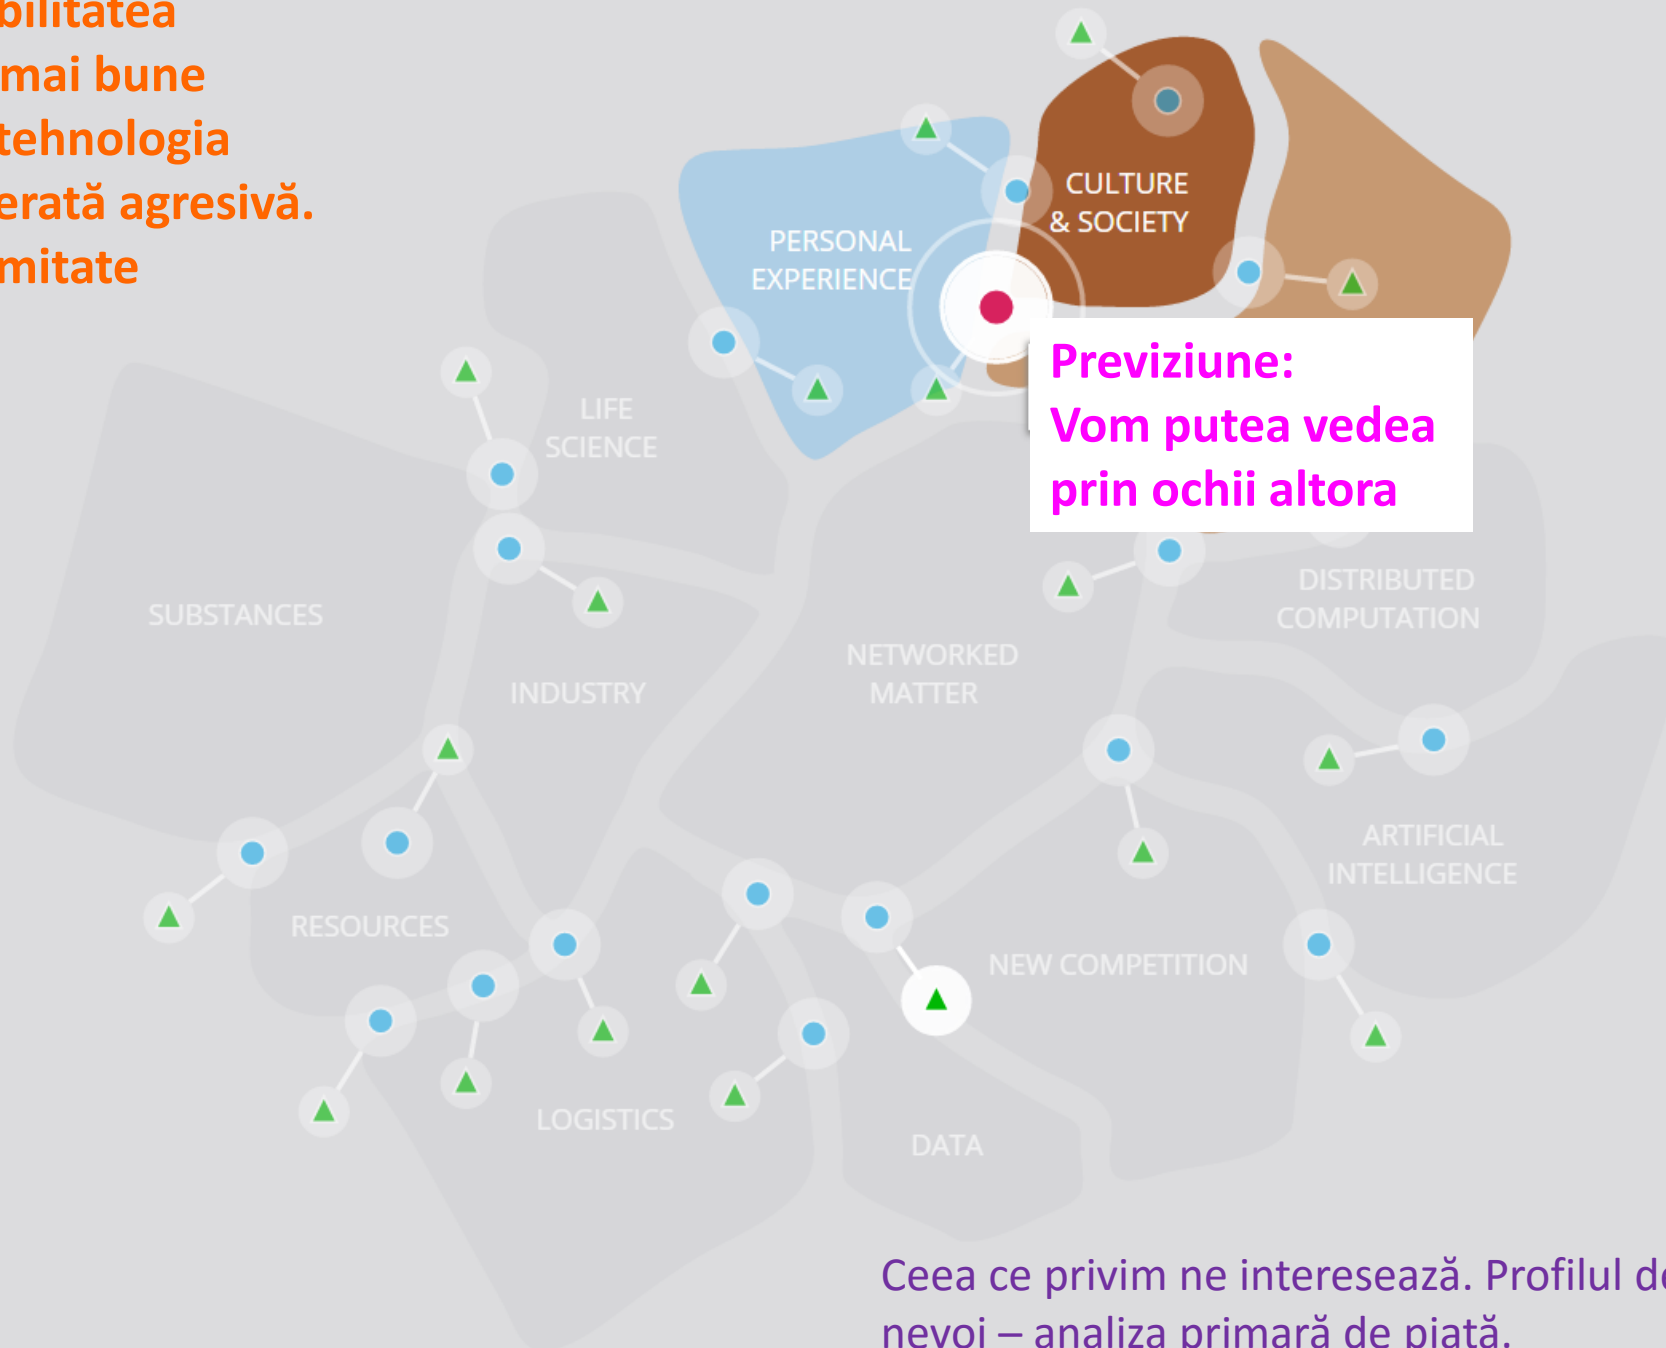 bilitatea
mai bune
tehnologia
erată agresivă.
mitate
CULTURE
& SOCIETY
PERSONAL
EXPERIENCE
Previziune:
Vom putea vedea
prin ochii altora
LIFE
SCIENCE
DISTRIBUTED
COMPUTATION
SUBSTANCES
NETWORKED
MATTER
INDUSTRY
ARTIFICIAL
INTELLIGENCE
RESOURCES
NEW COMPETITION
LOGISTICS
DATA
Ceea ce privim ne interesează. Profilul de
nevoi – analiza primară de piață.